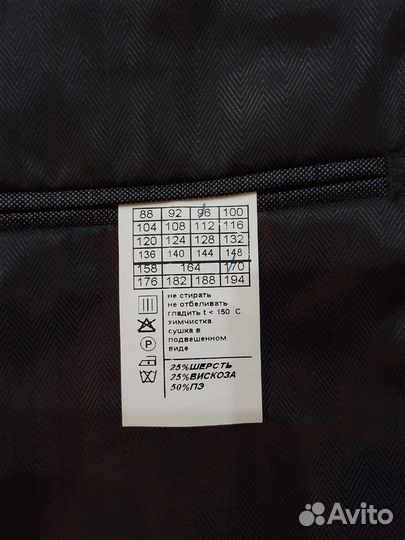 88 92 96 100
104 108 112 116
120 124 128 132
136 140 144 148
158 164 170
176 182 188 194
не стирать
не отбеливать
гладить t < 150 C
химчистка
сушка в
подвешенном
виде
P
25%ШЕРСТЬ
25%ВИСКОЗА
50%ПЭ
Avito